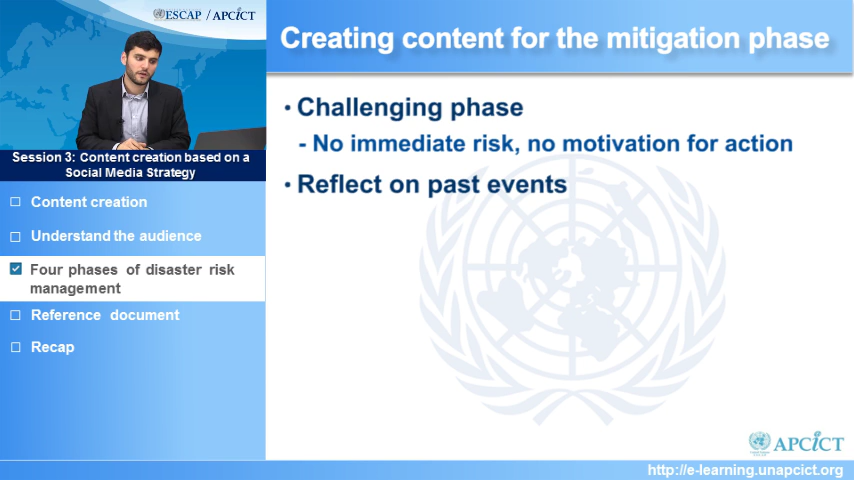 ESCAP / APCICT
Creating content for the mitigation phase
• Challenging phase
- No immediate risk, no motivation for action
• Reflect on past events
Session 3: Content creation based on a
Social Media Strategy
Content creation
Understand the audience
Four phases of disaster risk
management
Reference document
Recap
APCICT
http://e-learning.unapcict.org